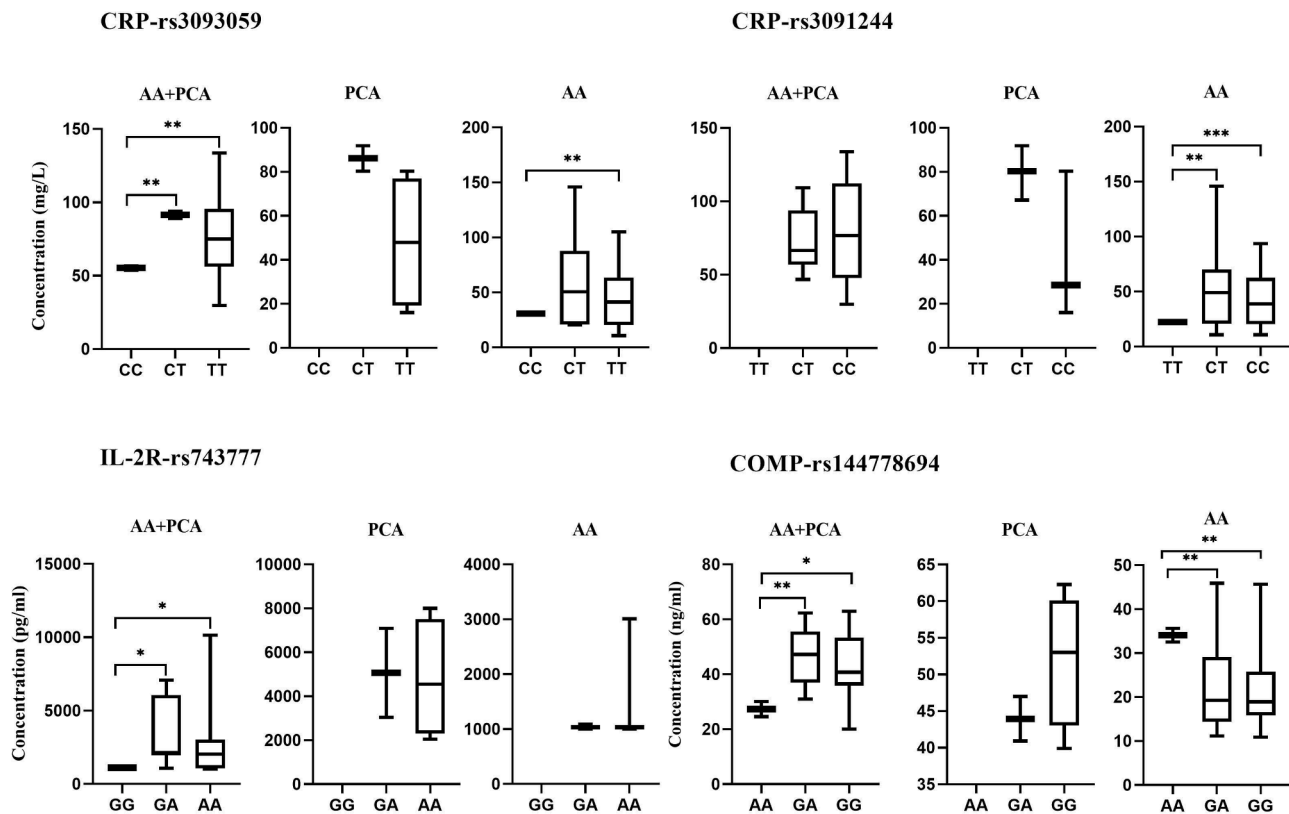 CRP-rs3093059
CRP-rs3091244
AA+PCA
PCA
AA
AA+PCA
PCA
AA
Concentration (mg/L)
150
100
50
0
**
**
CC CT TT
100
80
60
40
20
0
CC CT TT
200
150
100
50
0
**
CC CT TT
150
100
50
0
TT CT CC
100
80
60
40
20
0
TT CT CC
200
150
100
50
0
***
**
TT CT CC
IL-2R-rs743777
COMP-rs144778694
AA+PCA
PCA
AA
AA+PCA
PCA
AA
Concentration (pg/ml)
15000
10000
5000
0
*
*
GG GA AA
10000
8000
6000
4000
2000
0
GG GA AA
4000
3000
2000
1000
0
GG GA AA
Concentration (ng/ml)
80
60
40
20
0
*
**
AA GA GG
65
60
55
50
45
40
35
AA GA GG
50
40
30
20
10
0
**
**
AA GA GG